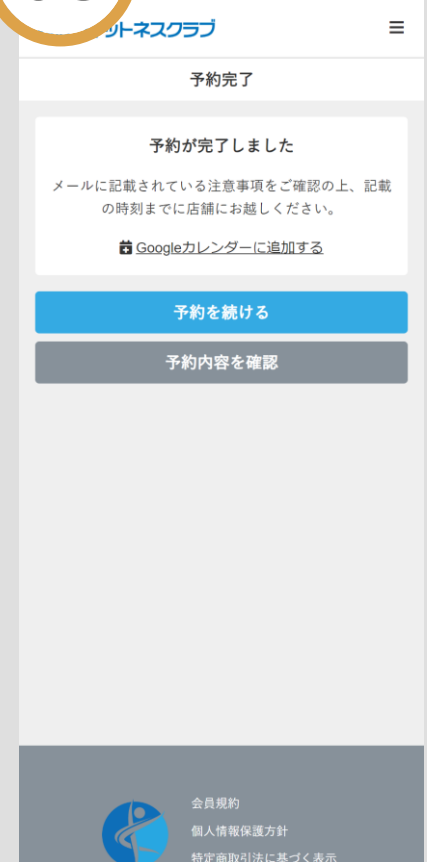 ットネスクラブ
予約完了
予約が完了しました
メールに記載されている注意事項をご確認の上、記載
の時刻までに店舗にお越しください。
Googleカレンダーに追加する
予約を続ける
予約内容を確認
会員規約
個人情報保護方針
特定商取引法に基づく表示